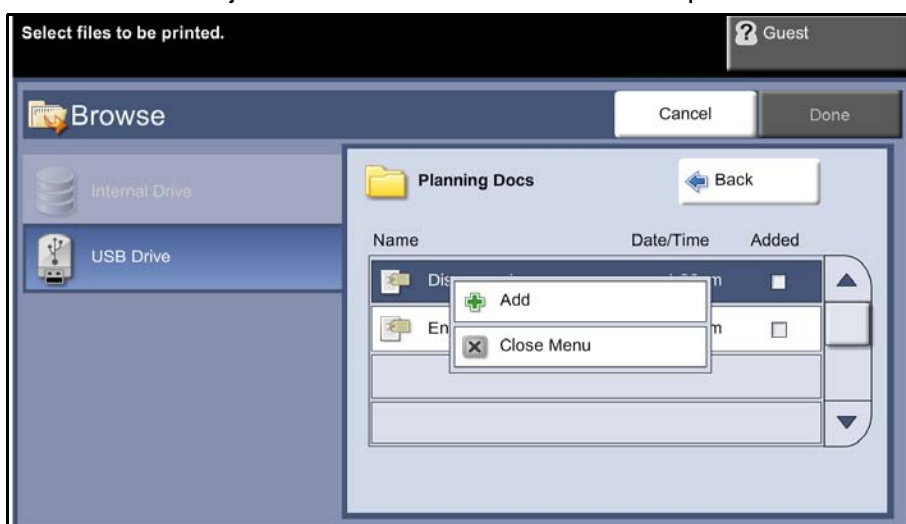 Select files to be printed.
? Guest
Browse
Cancel
Done
Internal Drive
Planning Docs
Back
USB Drive
Name Date/Time Added
Add
Close Menu